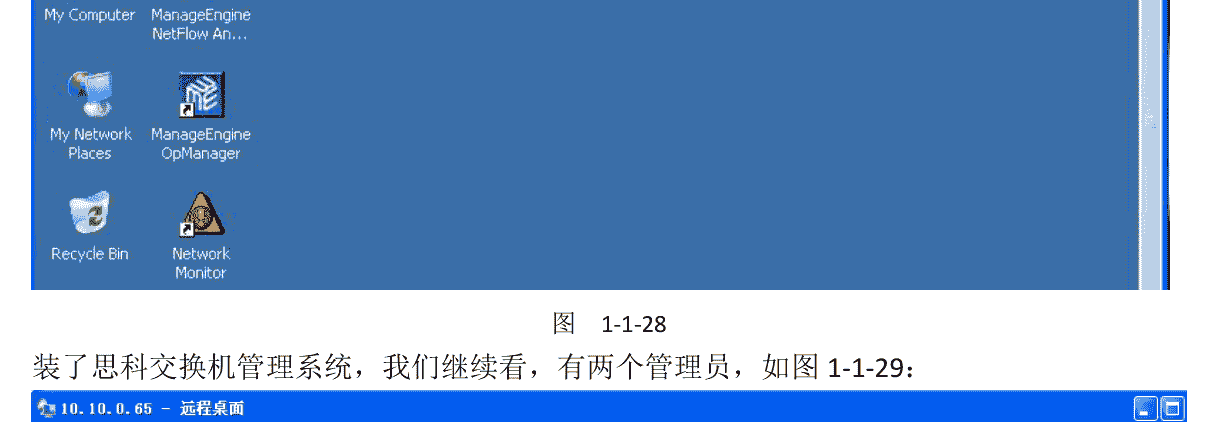 My Computer
ManageEngine
NetFlow An...
My Network
Places
ManageEngine
OpManager
Recycle Bin
Network
Monitor
图 1-1-28
装了思科交换机管理系统，我们继续看，有两个管理员，如图 1-1-29：
10.10.0.65 - 远程桌面